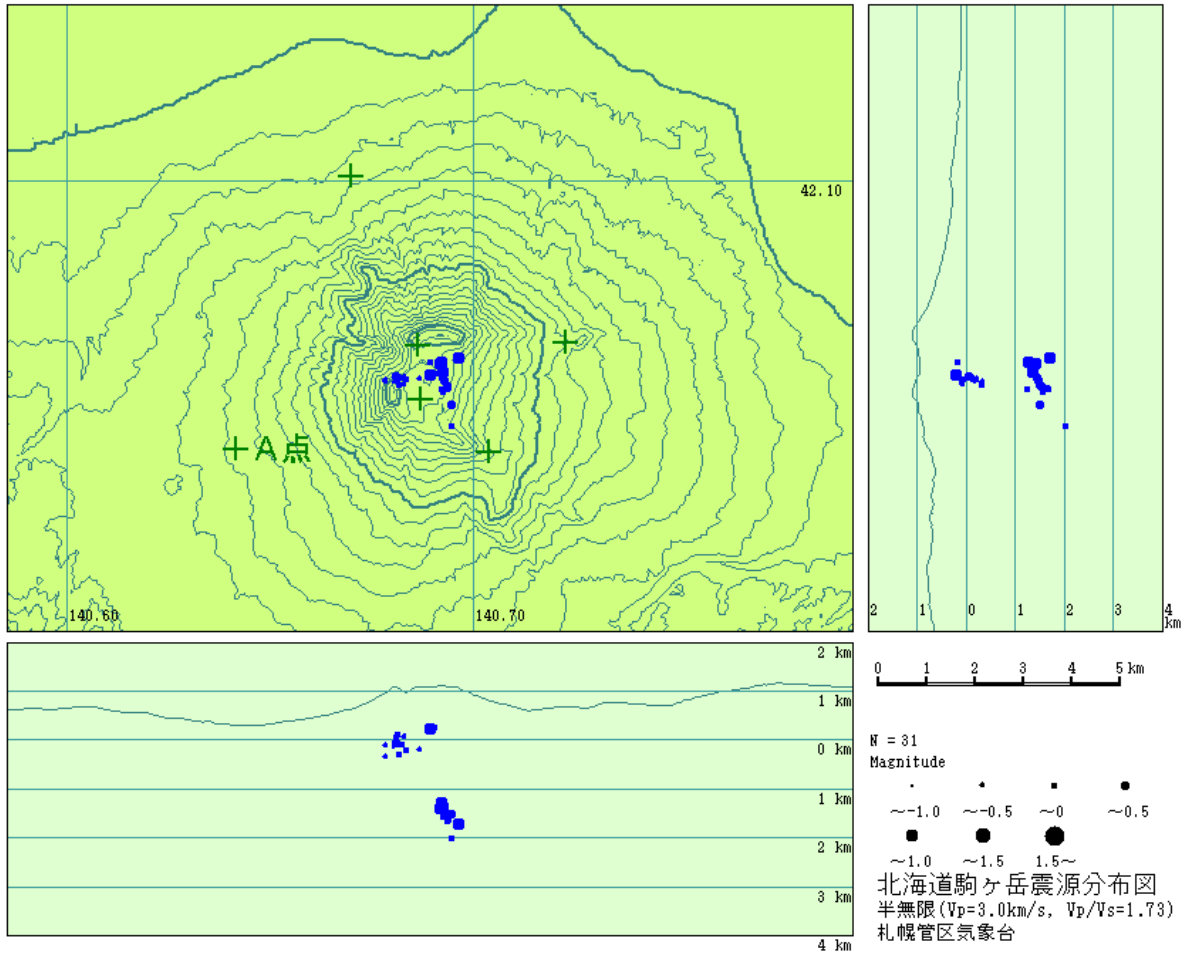 42.10
A点
140.60
140.70
2 1 0 1 2 3 4
km
2 km
1 km
0 km
1 km
2 km
3 km
4 km
0 1 2 3 4 5 km
N = 31
Magnitude
～-1.0 ～-0.5 ～0 ～0.5
～1.0 ～1.5 1.5～
北海道駒ヶ岳震源分布図
半無限(Vp=3.0km/s, Vp/Vs=1.73)
札幌管区気象台